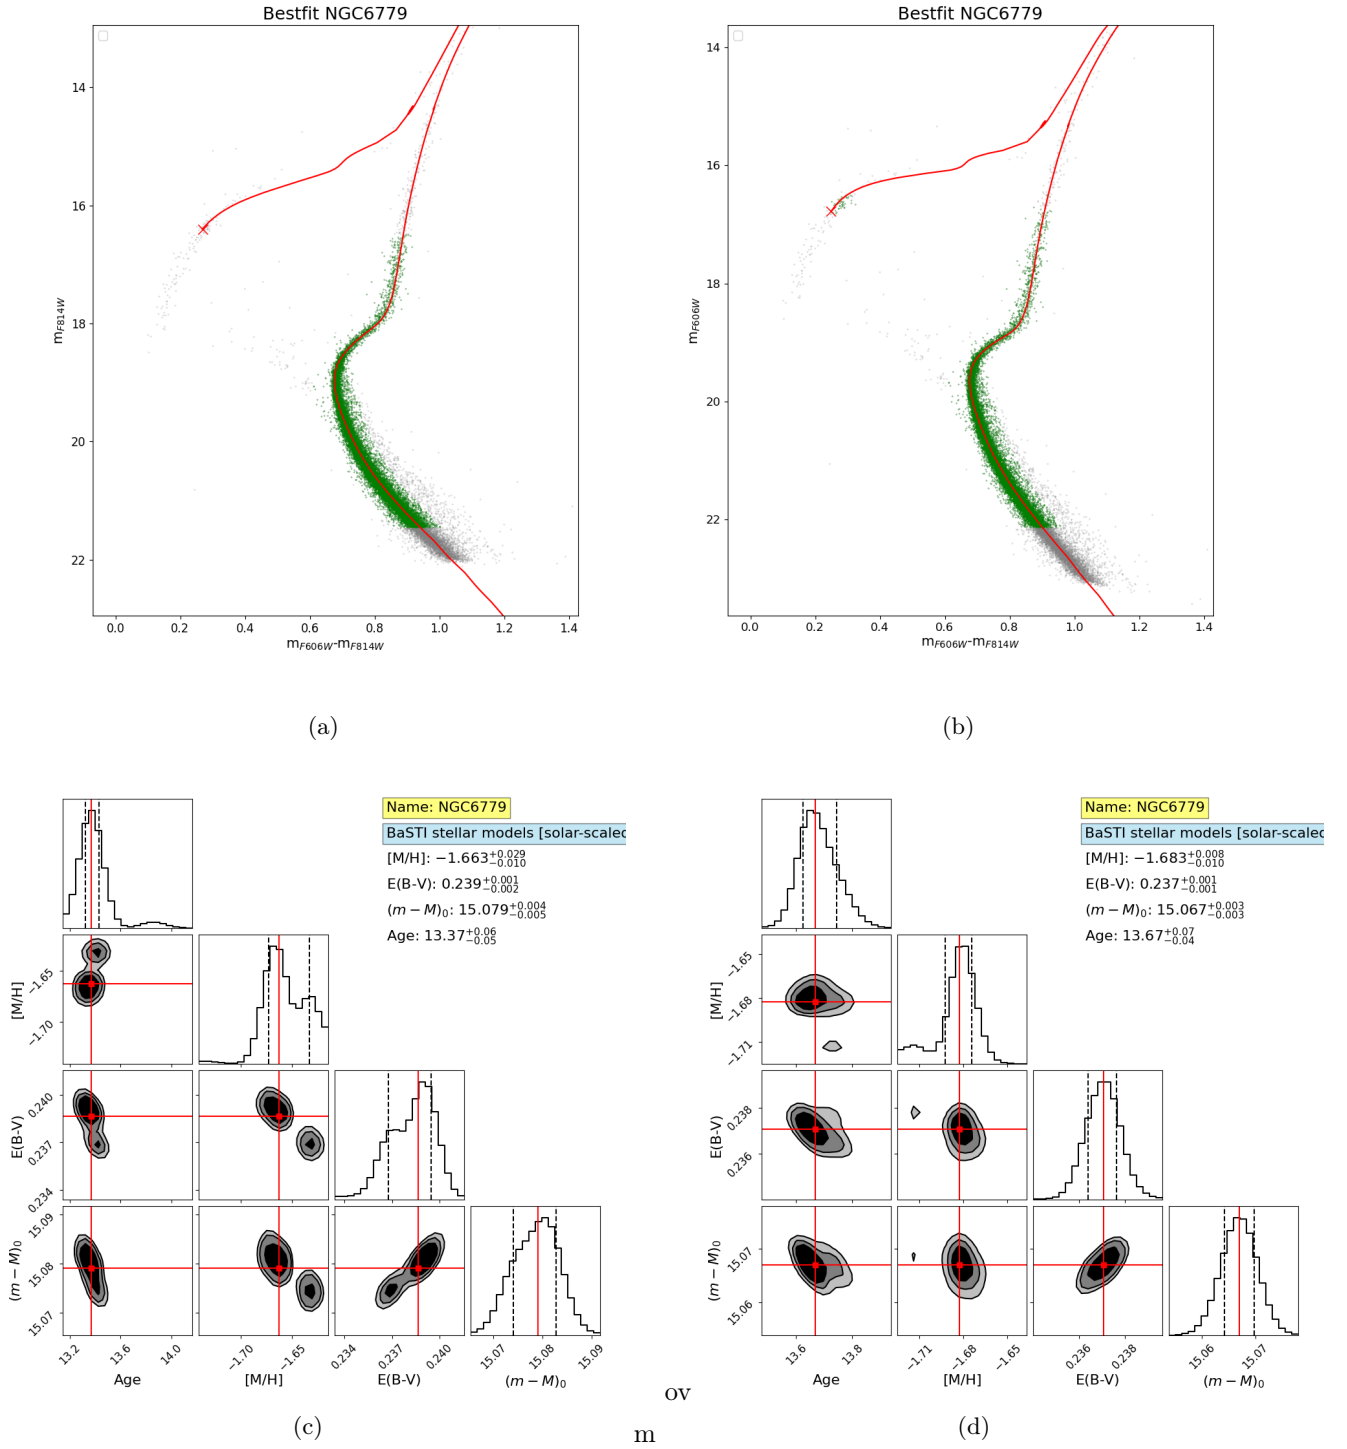 Bestfit NGC6779
m_F814W
14
16
18
20
22
0.0 0.2 0.4 0.6 0.8 1.0 1.2 1.4
m_F606W-m_F814W
(a)
Bestfit NGC6779
m_F606W
14
16
18
20
22
0.0 0.2 0.4 0.6 0.8 1.0 1.2 1.4
m_F606W-m_F814W
(b)
Name: NGC6779
BaSTI stellar models [solar-scaled
[M/H]: −1.663 +0.029 −0.010
E(B-V): 0.239 +0.001 −0.002
(m − M)₀: 15.079 +0.004 −0.005
Age: 13.37 +0.06 −0.05
[M/H]
−1.65
−1.70
E(B-V)
0.240
0.237
0.234
(m − M)₀
15.09
15.08
15.07
13.2 13.6 14.0
−1.70 −1.65
0.234 0.237 0.240
15.07 15.08 15.09
Age [M/H] E(B-V) (m − M)₀
(c)
Name: NGC6779
BaSTI stellar models [solar-scaled
[M/H]: −1.683 +0.008 −0.010
E(B-V): 0.237 +0.001 −0.001
(m − M)₀: 15.067 +0.003 −0.003
Age: 13.67 +0.07 −0.04
[M/H]
−1.65
−1.68
−1.71
E(B-V)
0.238
0.236
(m − M)₀
15.07
15.06
13.6 13.8
−1.71 −1.68 −1.65
0.236 0.238
15.06 15.07
Age [M/H] E(B-V) (m − M)₀
(d)
ov
m